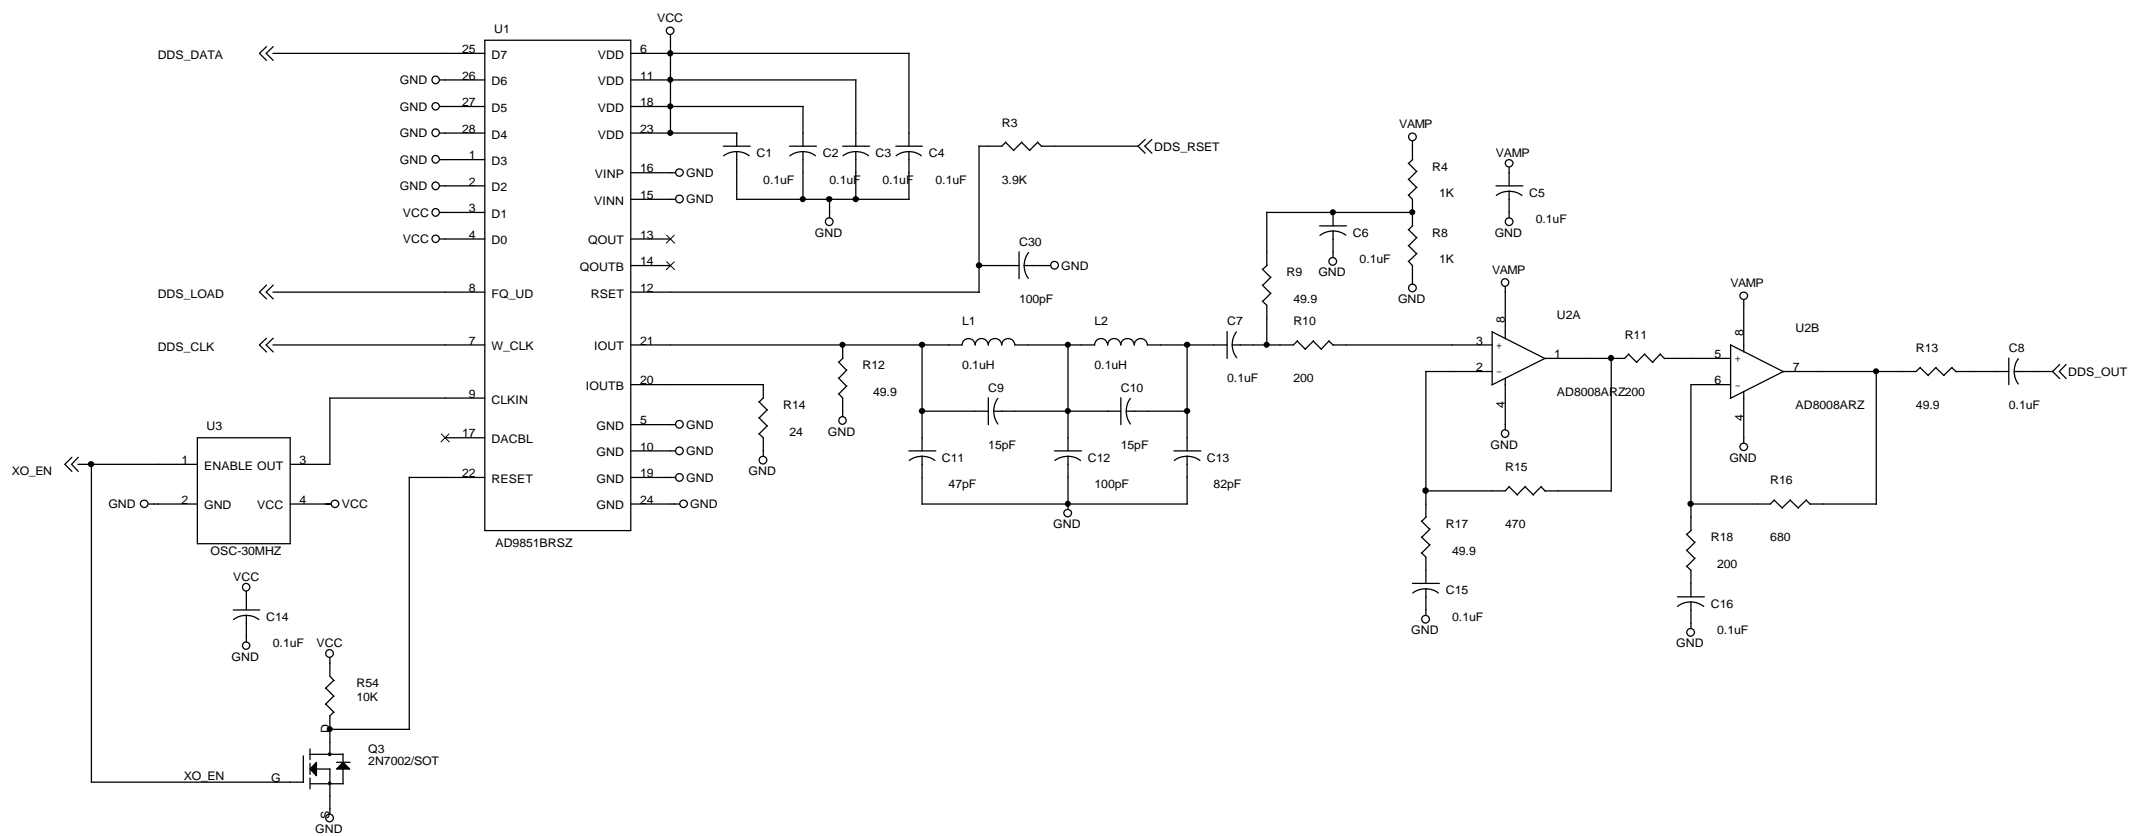 U1
VCC
DDS_DATA
25 D7
GND 26 D6
GND 27 D5
GND 28 D4
GND 1 D3
GND 2 D2
VCC 3 D1
VCC 4 D0
DDS_LOAD 8 FQ_UD
DDS_CLK 7 W_CLK
9 CLKIN
17 DACBL
22 RESET
VDD 6
VDD 11
VDD 18
VDD 23
VINP 16 GND
VINN 15 GND
QOUT 13
QOUTB 14
RSET 12
IOUT 21
IOUTB 20
GND 5 GND
GND 10 GND
GND 19 GND
GND 24 GND
AD9851BRSZ
C1
0.1uF
C2
0.1uF
C3
0.1uF
C4
0.1uF
GND
R3
3.9K
DDS_RSET
C30
GND
100pF
R14
24
GND
R12
49.9
GND
L1
0.1uH
L2
0.1uH
C9
15pF
C10
15pF
C11
47pF
C12
100pF
C13
82pF
GND
C7
0.1uF
R9
49.9
R10
200
VAMP
R4
1K
R8
1K
GND
C6
0.1uF
GND
VAMP
C5
0.1uF
GND
VAMP
8
U2A
3 +
2 -
1
4
AD8008ARZ
GND
R15
470
R17
49.9
C15
0.1uF
GND
R11
200
VAMP
8
U2B
5 +
6 -
7
4
AD8008ARZ
GND
R16
680
R18
200
C16
0.1uF
GND
R13
49.9
C8
0.1uF
DDS_OUT
U3
XO_EN
1 ENABLE OUT 3
GND 2 GND VCC 4 VCC
OSC-30MHZ
VCC
C14
0.1uF
GND
VCC
R54
10K
D
Q3
2N7002/SOT
XO_EN G
S
GND